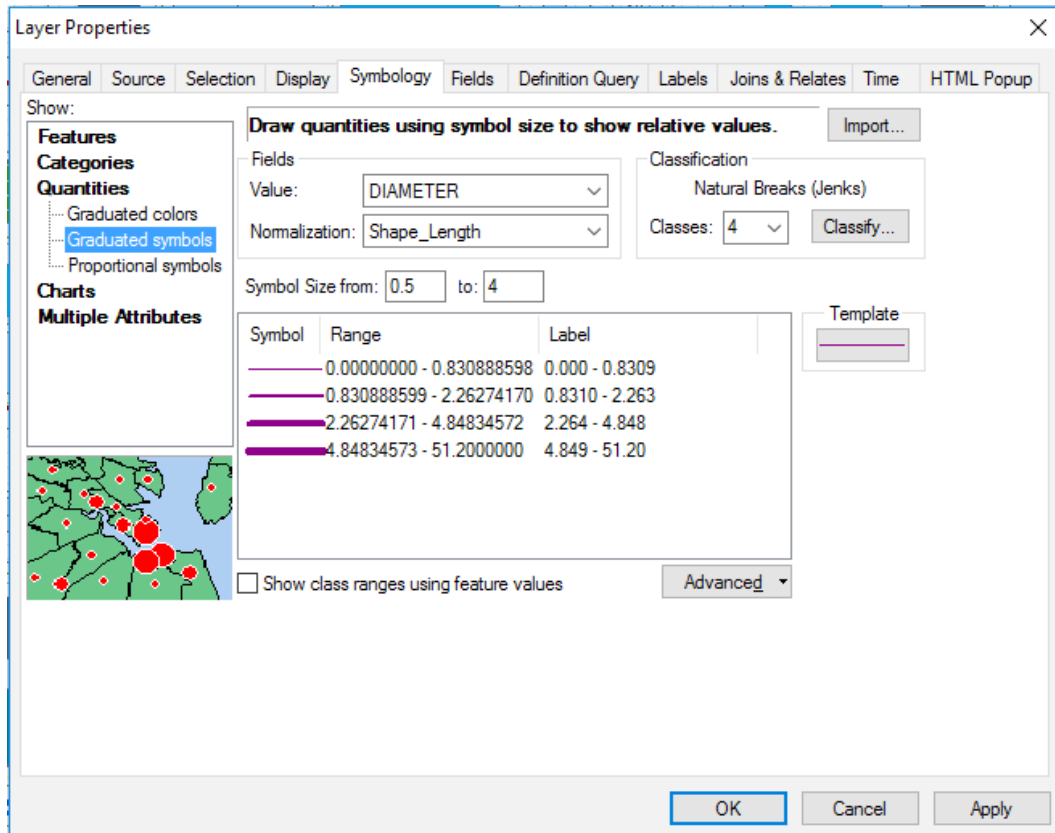 Layer Properties
General Source Selection Display Symbology Fields Definition Query Labels Joins & Relates Time HTML Popup
Show:
Features
Categories
Quantities
Graduated colors
Graduated symbols
Proportional symbols
Charts
Multiple Attributes
Draw quantities using symbol size to show relative values.
Import...
Fields
Value: DIAMETER
Normalization: Shape_Length
Classification
Natural Breaks (Jenks)
Classes: 4 Classify...
Symbol Size from: 0.5 to: 4
Symbol Range Label
0.00000000 - 0.830888598 0.000 - 0.8309
0.830888599 - 2.26274170 0.8310 - 2.263
2.26274171 - 4.84834572 2.264 - 4.848
4.84834573 - 51.2000000 4.849 - 51.20
Template
Show class ranges using feature values
Advanced
OK Cancel Apply